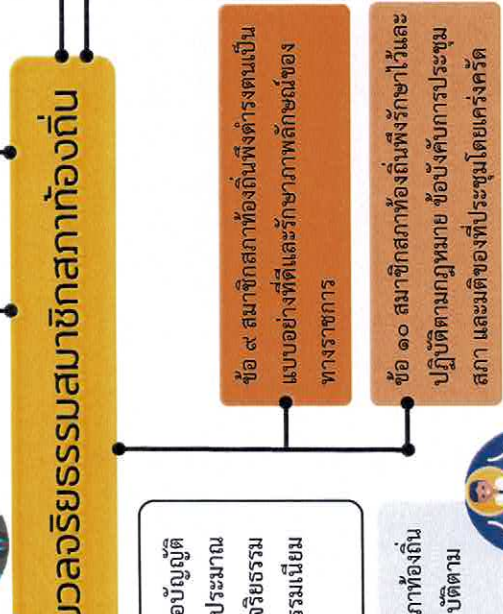 มวลจริยธรรมสมาชิกสภาท้องถิ่น
ข้อ ๙ สมาชิกสภาท้องถิ่นพึงดำรงตนเป็น
แบบอย่างที่ดีและรักษาภาพลักษณ์ของ
ทางราชการ
ข้อ ๑๐ สมาชิกสภาท้องถิ่นพึงรักษาไว้และ
ปฏิบัติตามกฎหมาย ข้อบังคับการประชุม
สภา และมติของที่ประชุมโดยเคร่งครัด
อบัญญัติ
ประมาณ
จริยธรรม
รรมเนียม
ภาท้องถิ่น
บัติตาม